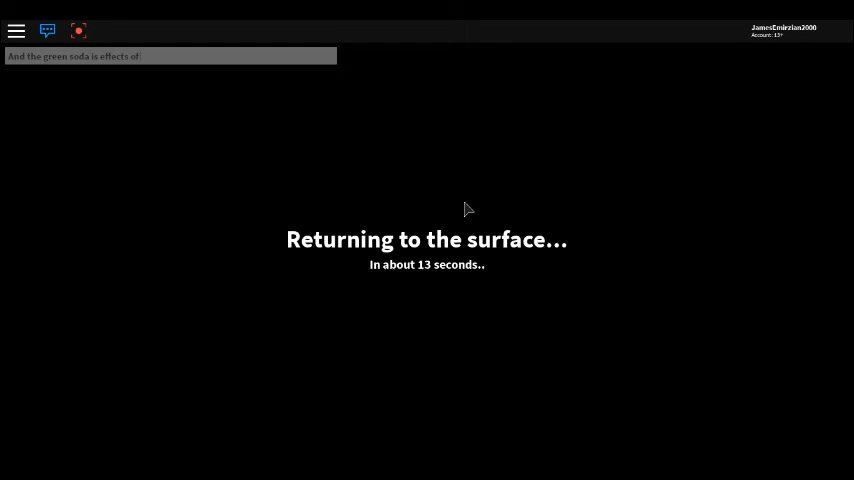 JamesEmirzian2000
Account: 13+
And the green soda is effects of
Returning to the surface...
In about 13 seconds..